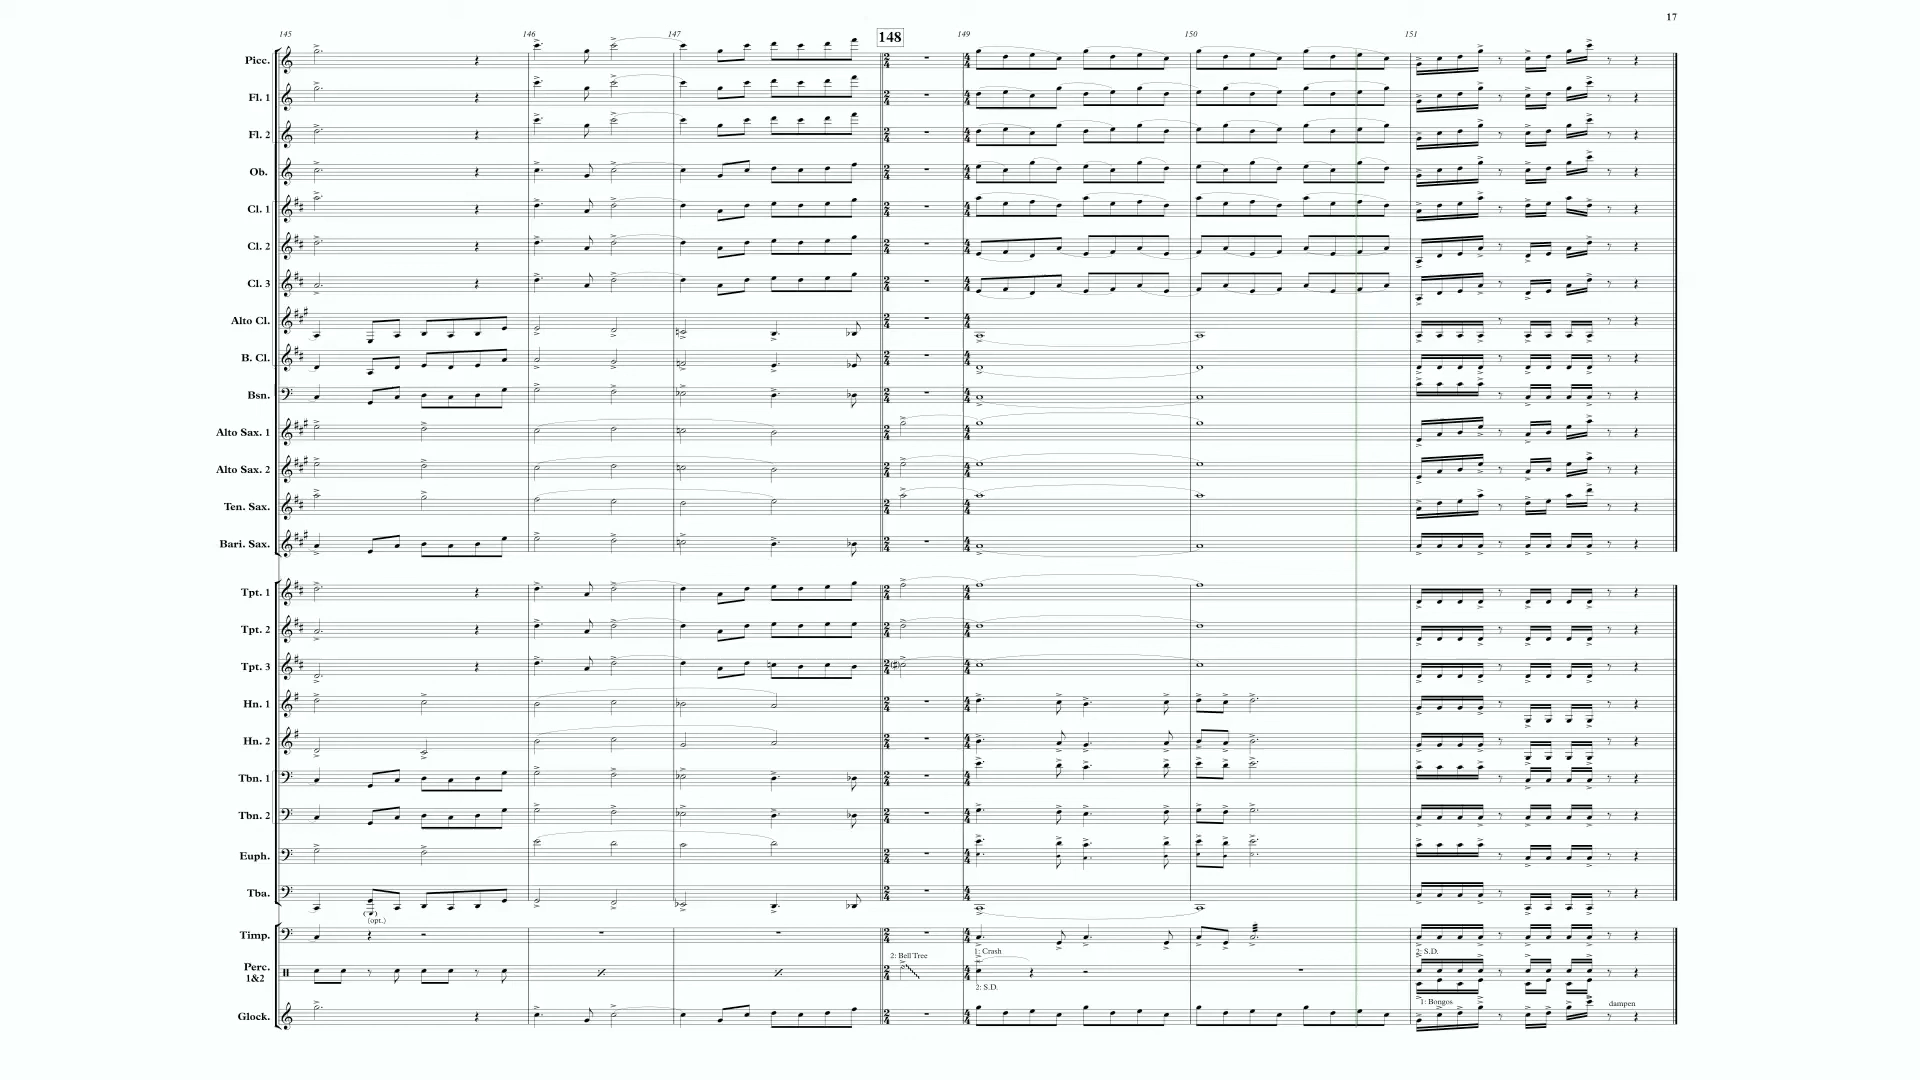 17
145 146 147 148 149 150 151
Picc.
Fl. 1
Fl. 2
Ob.
Cl. 1
Cl. 2
Cl. 3
Alto Cl.
B. Cl.
Bsn.
Alto Sax. 1
Alto Sax. 2
Ten. Sax.
Bari. Sax.
Tpt. 1
Tpt. 2
Tpt. 3
Hn. 1
Hn. 2
Tbn. 1
Tbn. 2
Euph.
Tba.
(opt.)
Timp.
2: Bell Tree 1: Crash 2: S.D.
Perc.
1&2
2: S.D.
1: Bongos dampen
Glock.